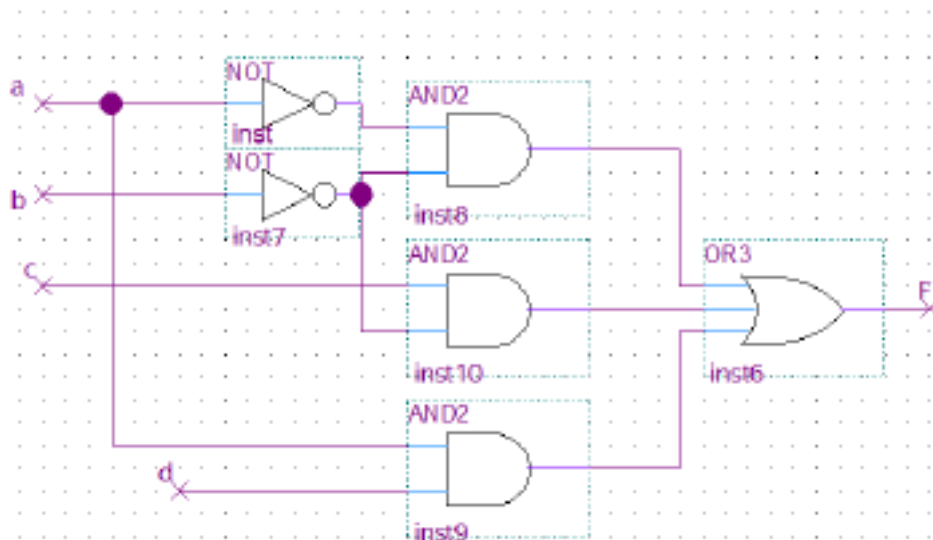 a
NOT
inst
AND2
b
NOT
inst7
inst8
c
AND2
inst10
OR3
F
inst6
AND2
d
inst9